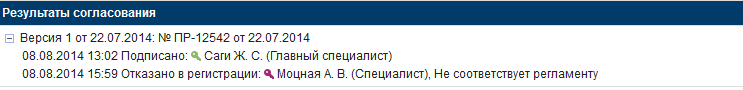 Результаты согласования
Версия 1 от 22.07.2014: № ПР-12542 от 22.07.2014
08.08.2014 13:02 Подписано: Саги Ж. С. (Главный специалист)
08.08.2014 15:59 Отказано в регистрации: Моцная А. В. (Специалист), Не соответствует регламенту